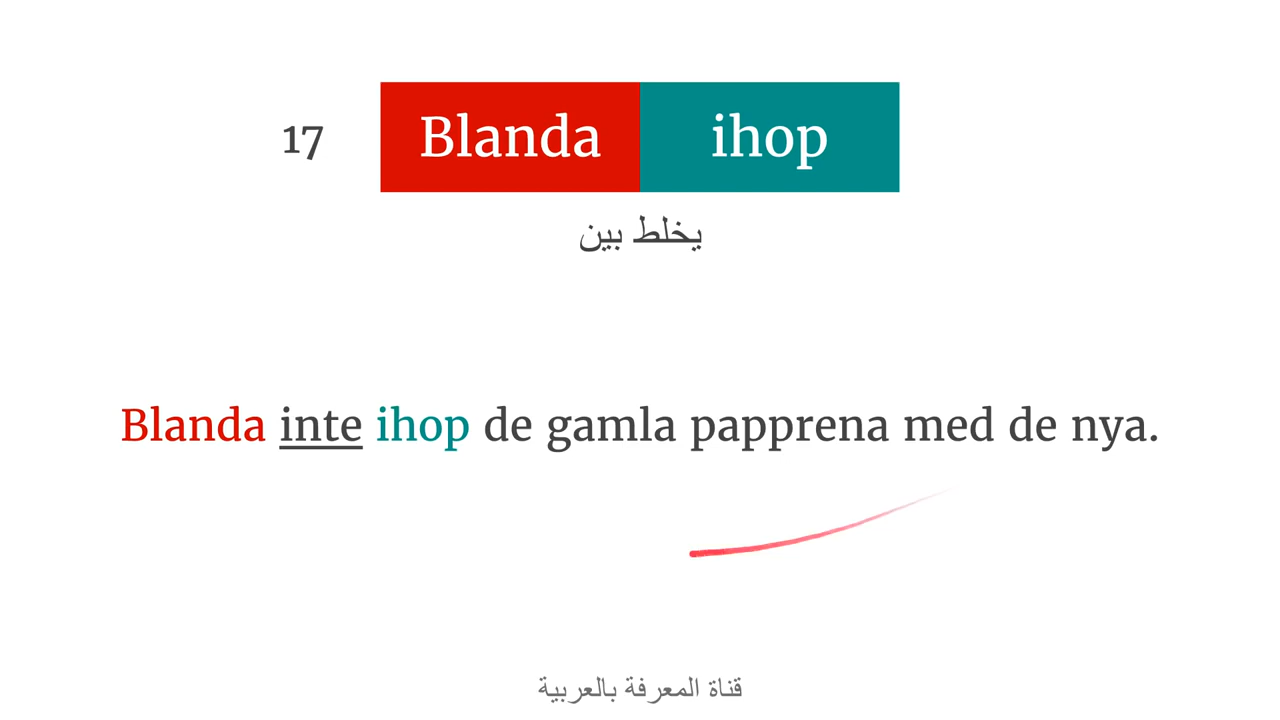 17 Blanda ihop
يخلط بين
Blanda inte ihop de gamla papprena med de nya.
قناة المعرفة بالعربية